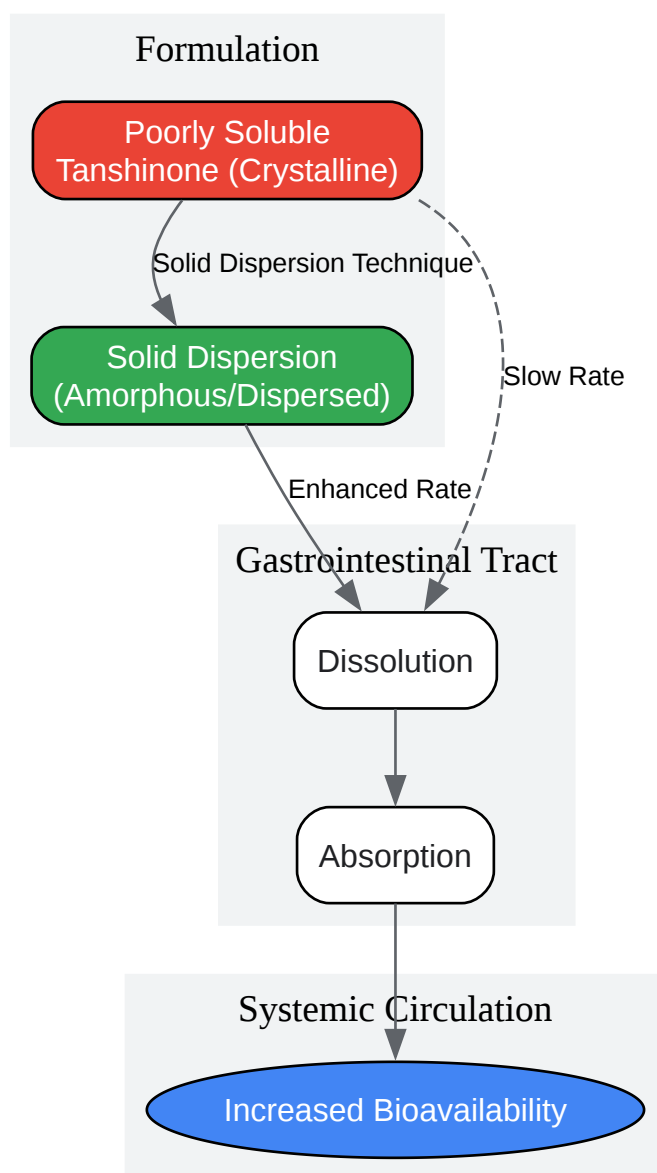 Formulation
Poorly Soluble
Tanshinone (Crystalline)
Solid Dispersion Technique
Solid Dispersion
(Amorphous/Dispersed)
Slow Rate
Enhanced Rate
Gastrointestinal Tract
Dissolution
Absorption
Systemic Circulation
Increased Bioavailability